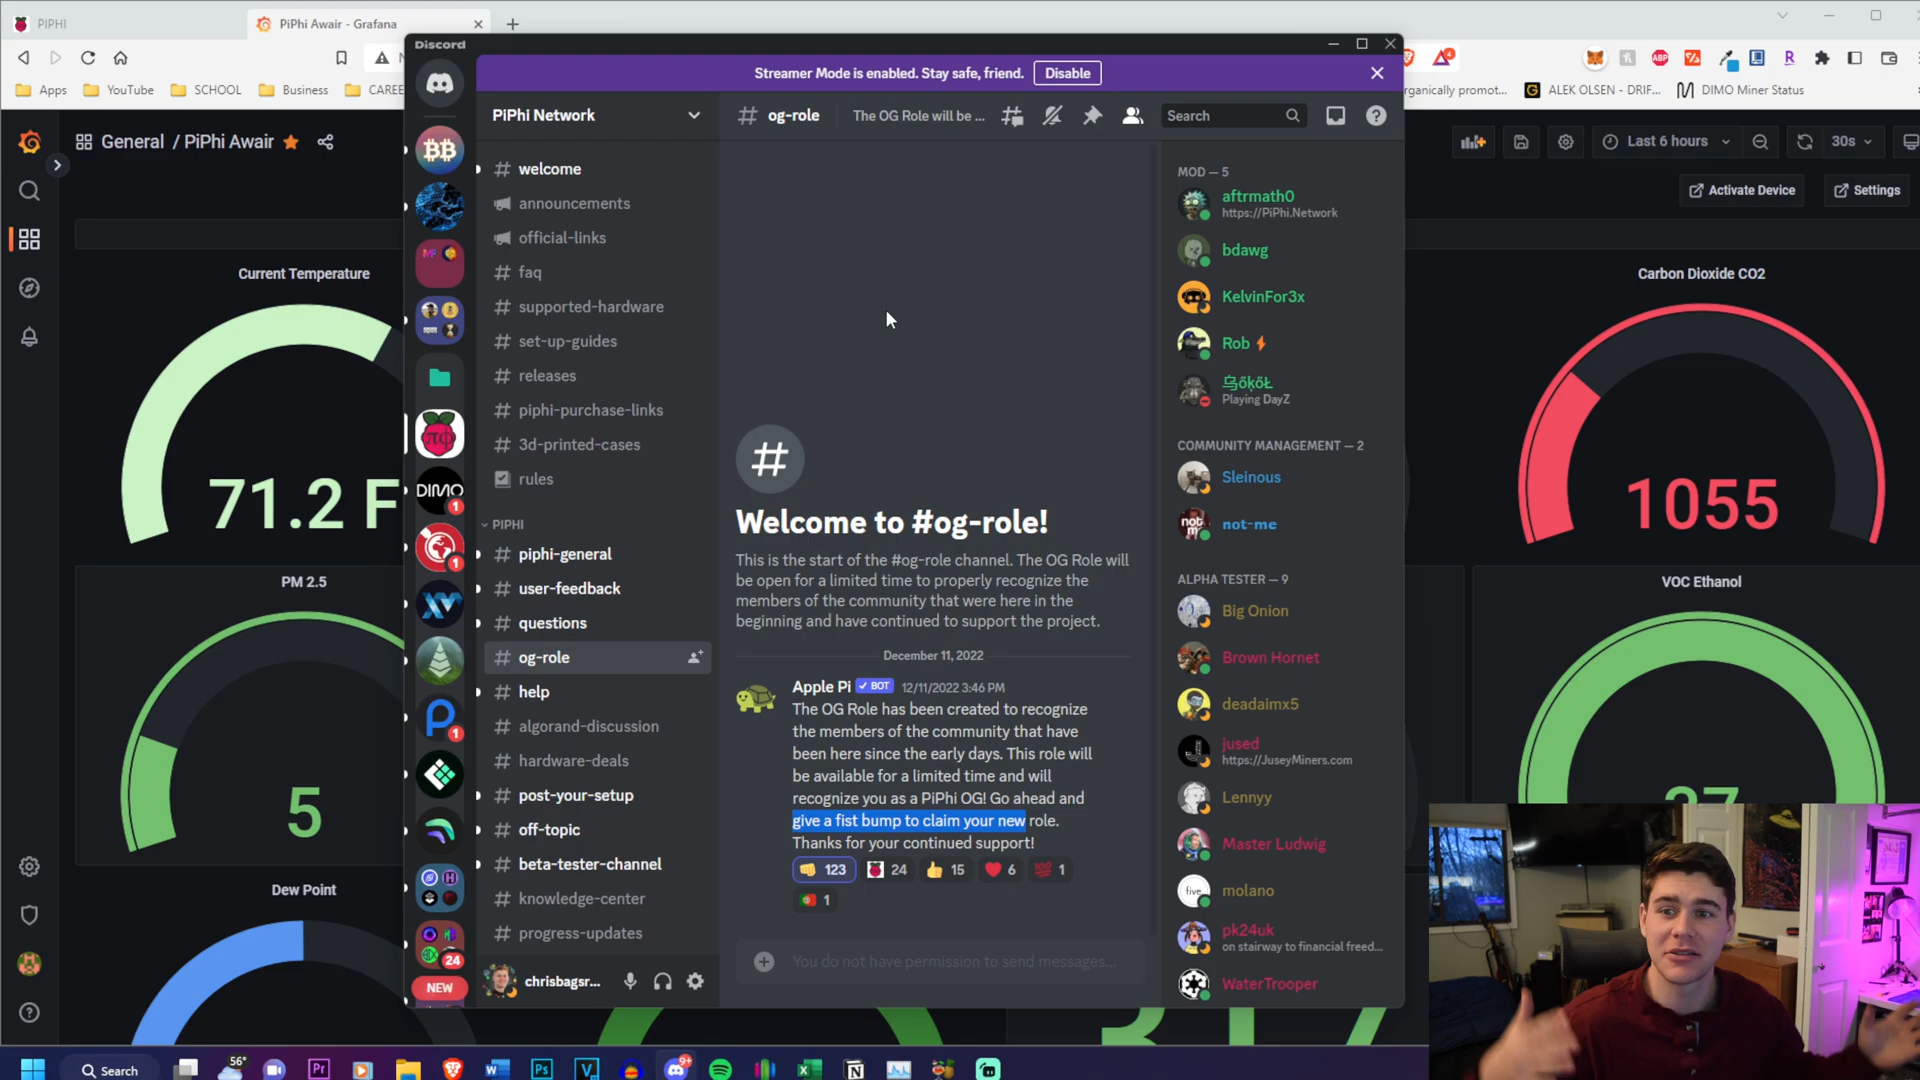 PIPHI
PiPhi Awair - Grafana
Apps
YouTube
SCHOOL
Business
CAREE
rganically promot...
ALEK OLSEN - DRIF...
DIMO Miner Status
General / PiPhi Awair
Last 6 hours
30s
Activate Device
Settings
Current Temperature
71.2 F
PM 2.5
5
Dew Point
Carbon Dioxide CO2
1055
VOC Ethanol
Discord
Streamer Mode is enabled. Stay safe, friend.
Disable
PiPhi Network
og-role
The OG Role will be ...
Search
welcome
announcements
official-links
faq
supported-hardware
set-up-guides
releases
piphi-purchase-links
3d-printed-cases
rules
PIPHI
piphi-general
user-feedback
questions
og-role
help
algorand-discussion
hardware-deals
post-your-setup
off-topic
beta-tester-channel
knowledge-center
progress-updates
chrisbagsr...
DIMO
1
1
1
24
NEW
#
Welcome to #og-role!
This is the start of the #og-role channel. The OG Role will
be open for a limited time to properly recognize the
members of the community that were here in the
beginning and have continued to support the project.
December 11, 2022
Apple Pi BOT 12/11/2022 3:46 PM
The OG Role has been created to recognize
the members of the community that have
been here since the early days. This role will
be available for a limited time and will
recognize you as a PiPhi OG! Go ahead and
give a fist bump to claim your new role.
Thanks for your continued support!
123 24 15 6 1
1
You do not have permission to send messages...
MOD — 5
aftrmath0
https://PiPhi.Network
bdawg
KelvinFor3x
Rob
Playing DayZ
COMMUNITY MANAGEMENT — 2
Sleinous
not-me
ALPHA TESTER — 9
Big Onion
Brown Hornet
deadaimx5
jused
https://JuseyMiners.com
Lennyy
Master Ludwig
molano
pk24uk
on stairway to financial freed...
WaterTrooper
56°
Search